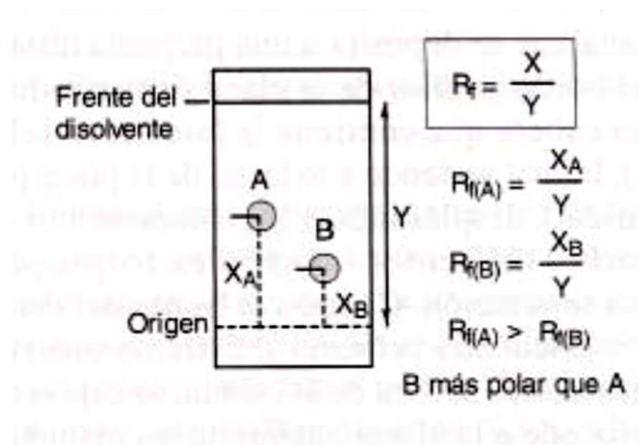 Frente del
disolvente
A
B
Y
X_A
X_B
Origen
R_f = X / Y
R_f(A) = X_A / Y
R_f(B) = X_B / Y
R_f(A) > R_f(B)
B más polar que A